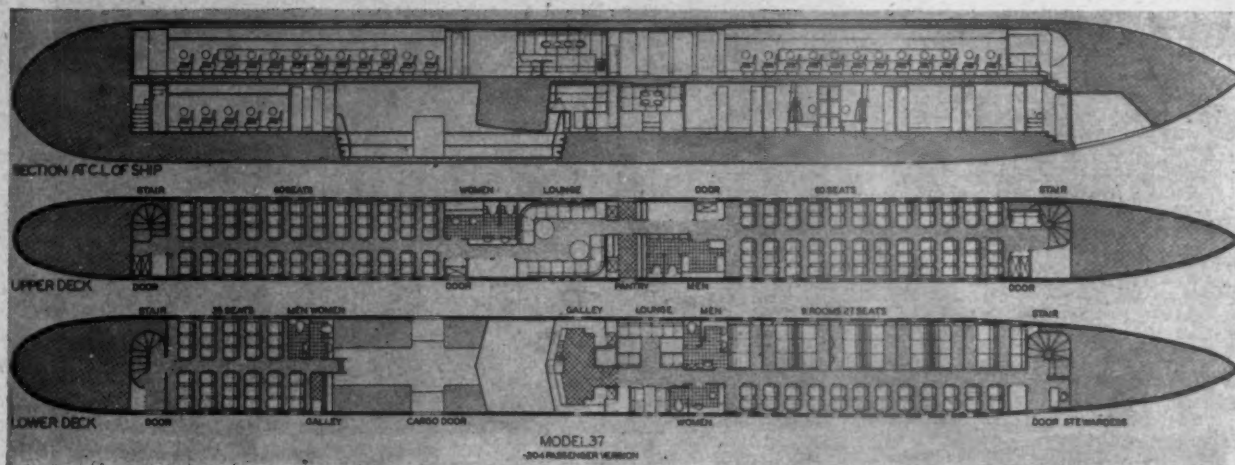 SECTION AT C.L. OF SHIP
STAIR 60 SEATS WOMEN LOUNGE DOOR 60 SEATS STAIR
UPPER DECK
DOOR DOOR PANTRY MEN DOOR
STAIR SEATS MEN WOMEN GALLEY LOUNGE MEN ROOMS 27 SEATS STAIR
LOWER DECK
DOOR GALLEY CARGO DOOR WOMEN DOOR STEWARDESS
MODEL 37
-204 PASSENGER VERSION